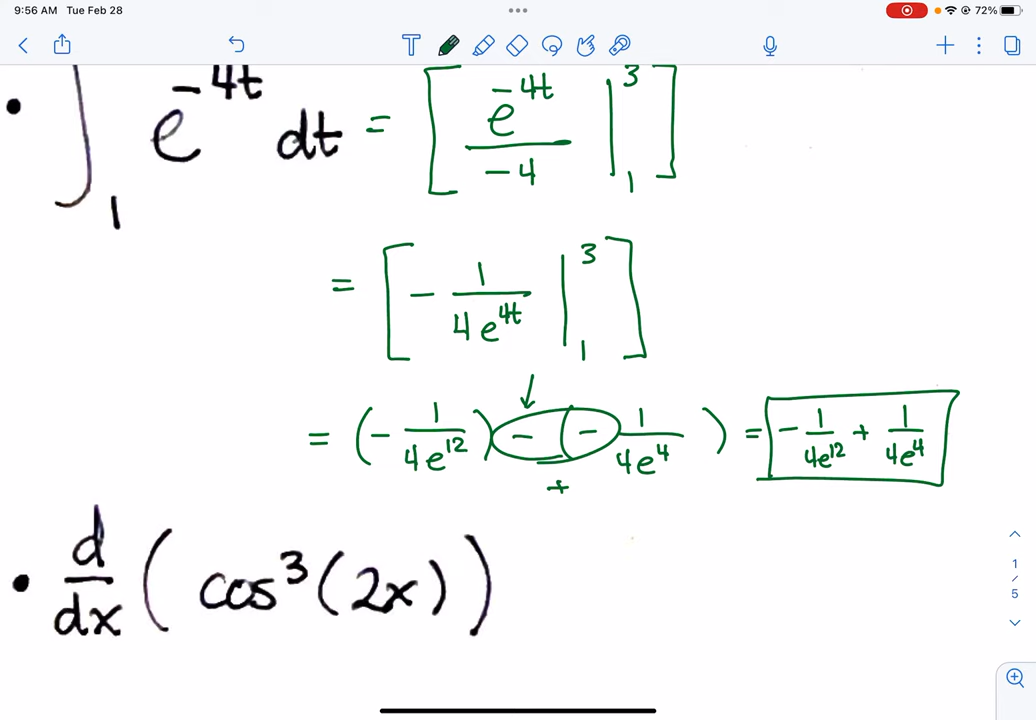 9:56 AM Tue Feb 28 72%
T
• ∫₁ e^{-4t} dt = [ e^{-4t} / -4 |₁³ ]
= [ - 1 / 4e^{4t} |₁³ ]
= ( - 1 / 4e^{12} ) - ( - 1 / 4e^{4} ) = - 1 / 4e^{12} + 1 / 4e^{4}
+
• d/dx ( cos³ (2x) )
1 / 5